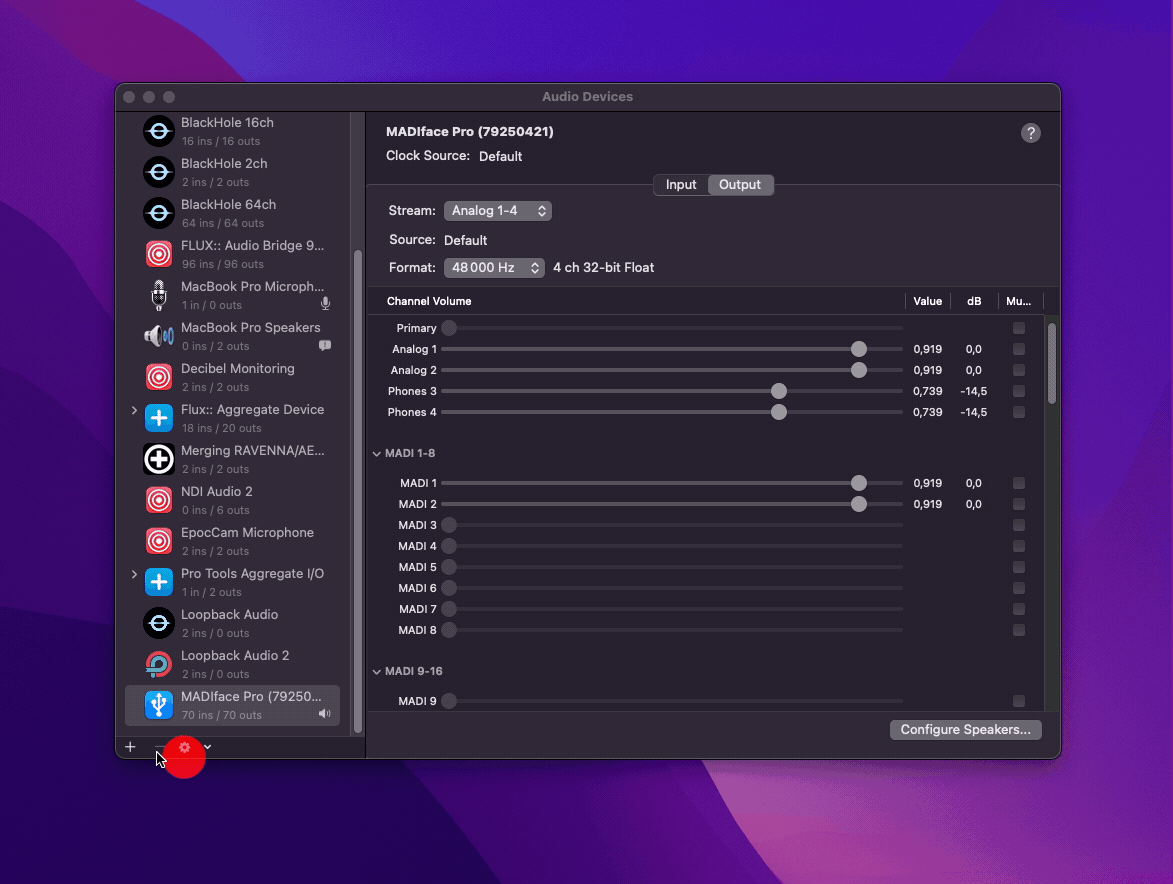 Audio Devices
BlackHole 16ch
16 ins / 16 outs
BlackHole 2ch
2 ins / 2 outs
BlackHole 64ch
64 ins / 64 outs
FLUX:: Audio Bridge 9...
96 ins / 96 outs
MacBook Pro Microph...
1 in / 0 outs
MacBook Pro Speakers
0 ins / 2 outs
Decibel Monitoring
2 ins / 2 outs
Flux:: Aggregate Device
18 ins / 20 outs
Merging RAVENNA/AE...
2 ins / 2 outs
NDI Audio 2
0 ins / 6 outs
EpocCam Microphone
2 ins / 2 outs
Pro Tools Aggregate I/O
1 in / 2 outs
Loopback Audio
2 ins / 0 outs
Loopback Audio 2
2 ins / 0 outs
MADIface Pro (79250...
70 ins / 70 outs
MADIface Pro (79250421)
?
Clock Source: Default
Input Output
Stream: Analog 1-4
Source: Default
Format: 48 000 Hz 4 ch 32-bit Float
Channel Volume Value dB Mu...
Primary
Analog 1 0,919 0,0
Analog 2 0,919 0,0
Phones 3 0,739 -14,5
Phones 4 0,739 -14,5
MADI 1-8
MADI 1 0,919 0,0
MADI 2 0,919 0,0
MADI 3
MADI 4
MADI 5
MADI 6
MADI 7
MADI 8
MADI 9-16
MADI 9
Configure Speakers...